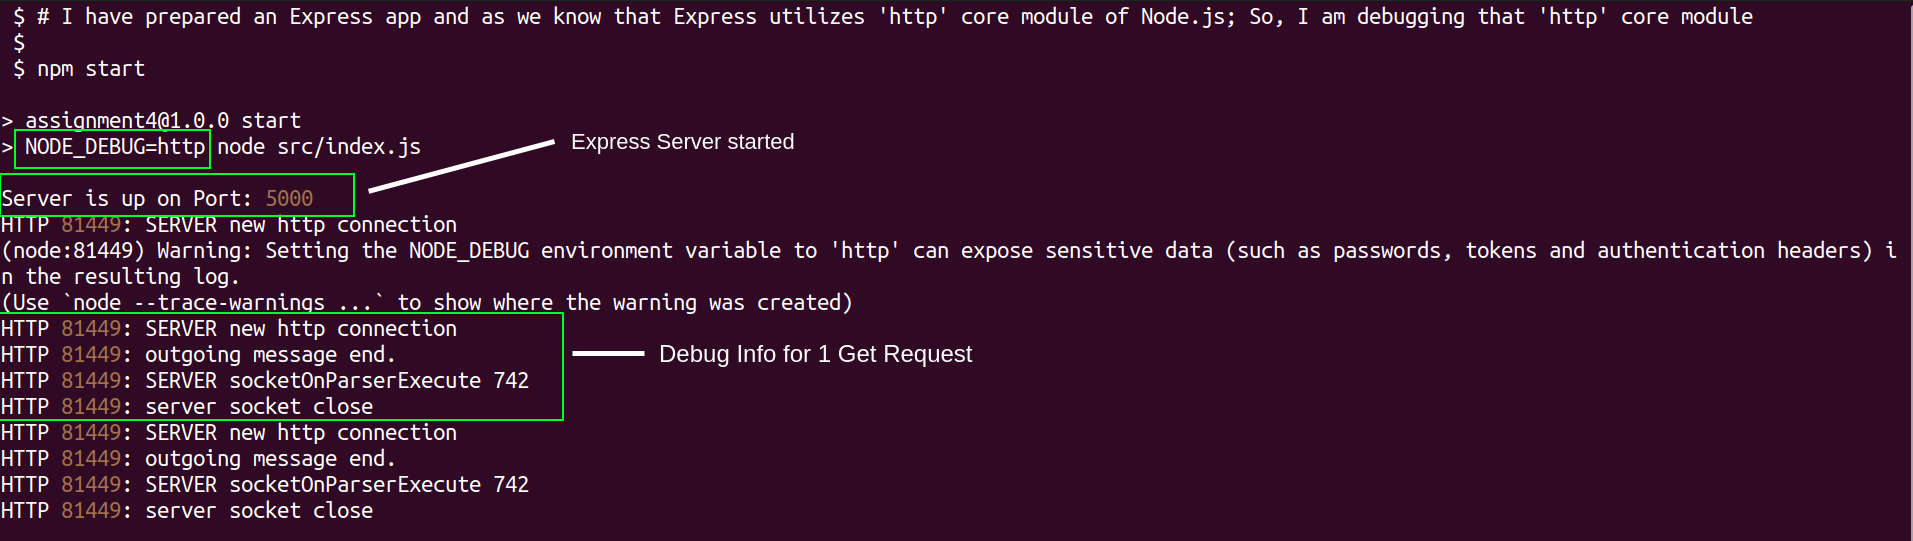 $ # I have prepared an Express app and as we know that Express utilizes 'http' core module of Node.js; So, I am debugging that 'http' core module
$
$ npm start
> assignment4@1.0.0 start
> NODE_DEBUG=http node src/index.js
Express Server started
Server is up on Port: 5000
HTTP 81449: SERVER new http connection
(node:81449) Warning: Setting the NODE_DEBUG environment variable to 'http' can expose sensitive data (such as passwords, tokens and authentication headers) i
n the resulting log.
(Use `node --trace-warnings ...` to show where the warning was created)
HTTP 81449: SERVER new http connection
HTTP 81449: outgoing message end.
Debug Info for 1 Get Request
HTTP 81449: SERVER socketOnParserExecute 742
HTTP 81449: server socket close
HTTP 81449: SERVER new http connection
HTTP 81449: outgoing message end.
HTTP 81449: SERVER socketOnParserExecute 742
HTTP 81449: server socket close